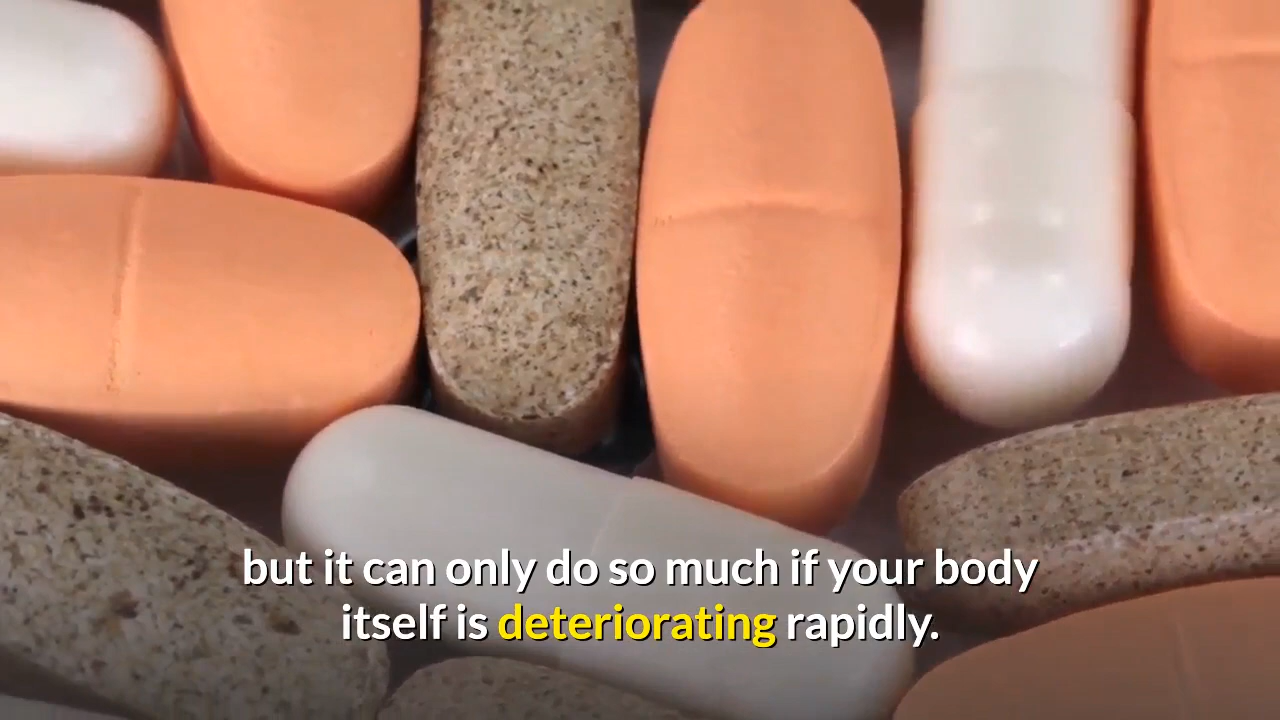 but it can only do so much if your body
itself is deteriorating rapidly.